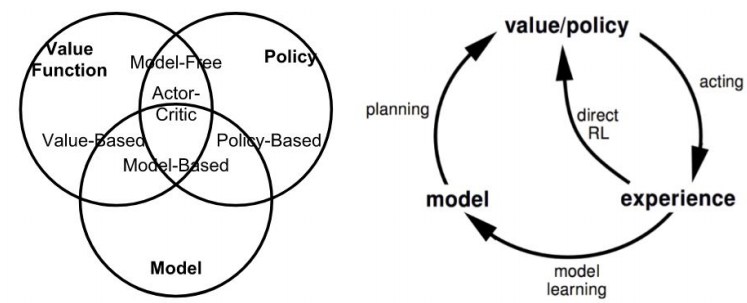 Value
Function
Model-Free
Policy
Actor-
Critic
Value-Based
Policy-Based
Model-Based
Model
value/policy
planning
acting
direct
RL
model
experience
model
learning